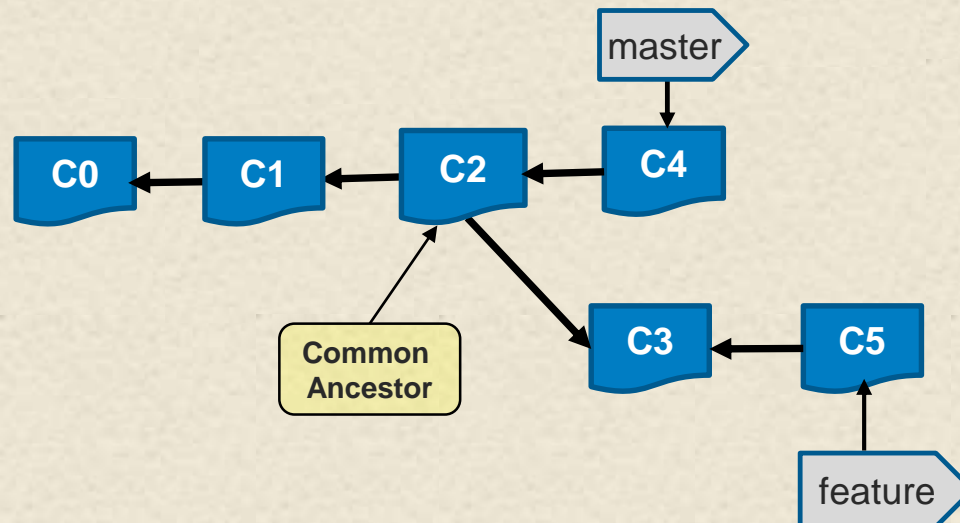 master
C0
C1
C2
C4
Common
Ancestor
C3
C5
feature